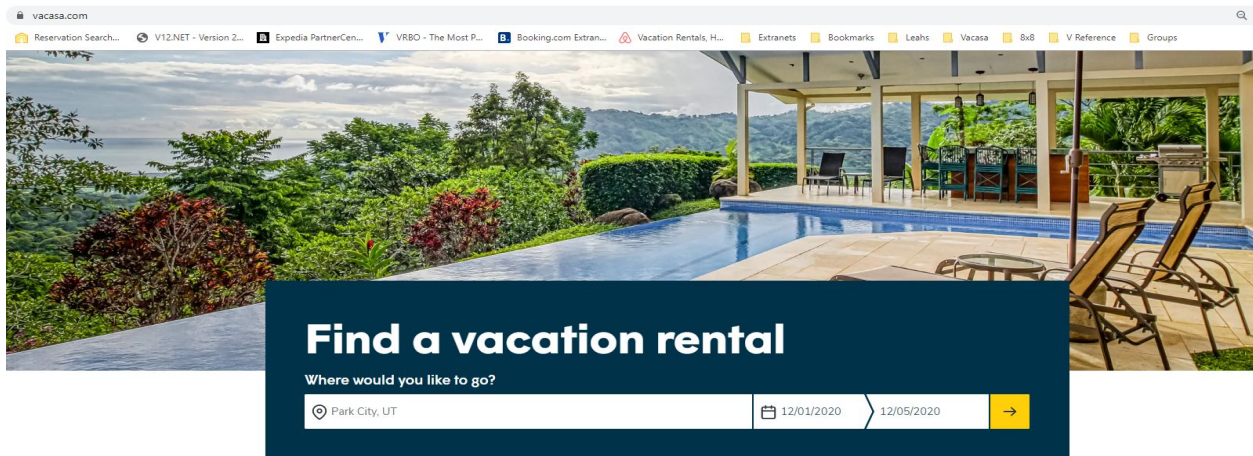 vacasa.com
Reservation Search... V12.NET - Version 2... Expedia PartnerCen... VRBO - The Most P... B. Booking.com Extran... Vacation Rentals, H... Extranets Bookmarks Leahs Vacasa 8x8 V Reference Groups
Find a vacation rental
Where would you like to go?
Park City, UT 12/01/2020 12/05/2020